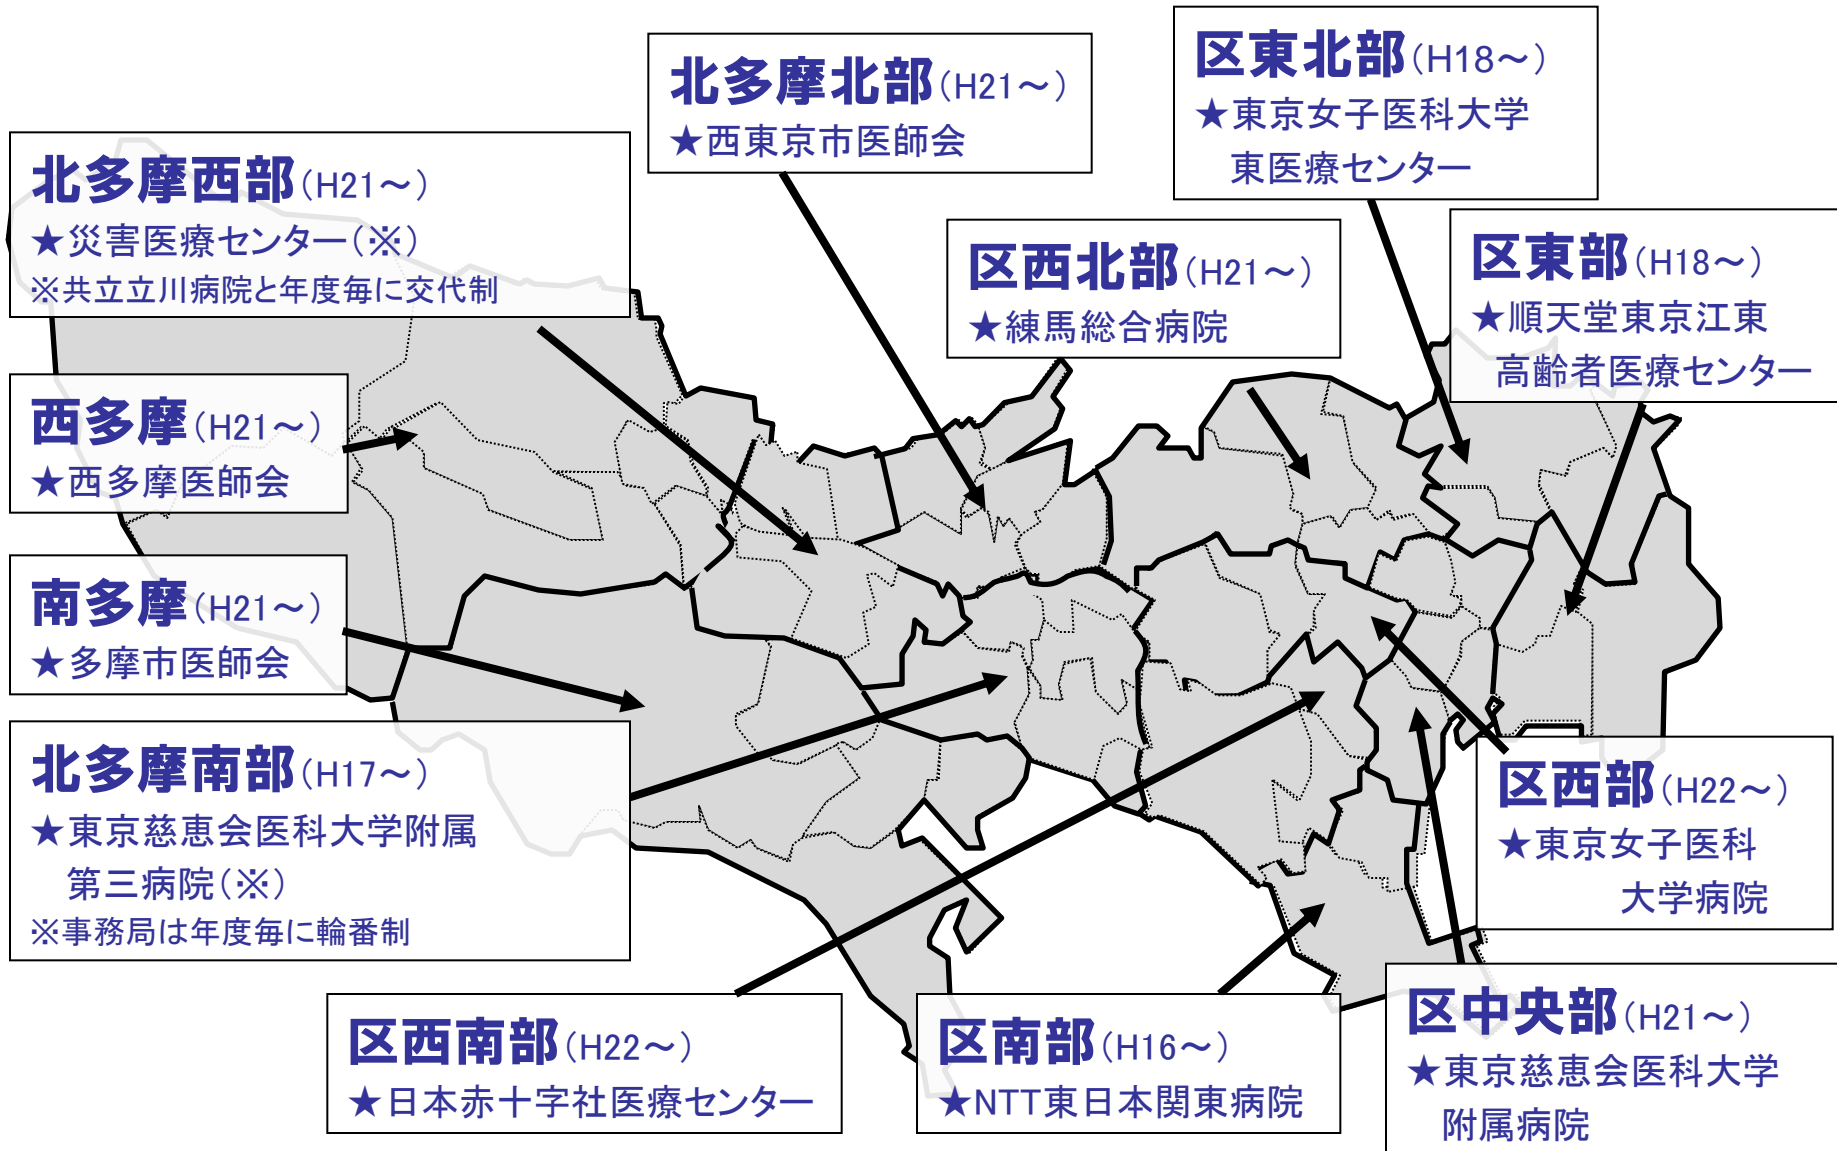 北多摩北部(H21～)
★西東京市医師会
区東北部(H18～)
★東京女子医科大学
東医療センター
北多摩西部(H21～)
★災害医療センター(※)
※共立立川病院と年度毎に交代制
区西北部(H21～)
★練馬総合病院
区東部(H18～)
★順天堂東京江東
高齢者医療センター
西多摩(H21～)
★西多摩医師会
南多摩(H21～)
★多摩市医師会
北多摩南部(H17～)
★東京慈恵会医科大学附属
第三病院(※)
※事務局は年度毎に輪番制
区西部(H22～)
★東京女子医科
大学病院
区西南部(H22～)
★日本赤十字社医療センター
区南部(H16～)
★NTT東日本関東病院
区中央部(H21～)
★東京慈恵会医科大学
附属病院